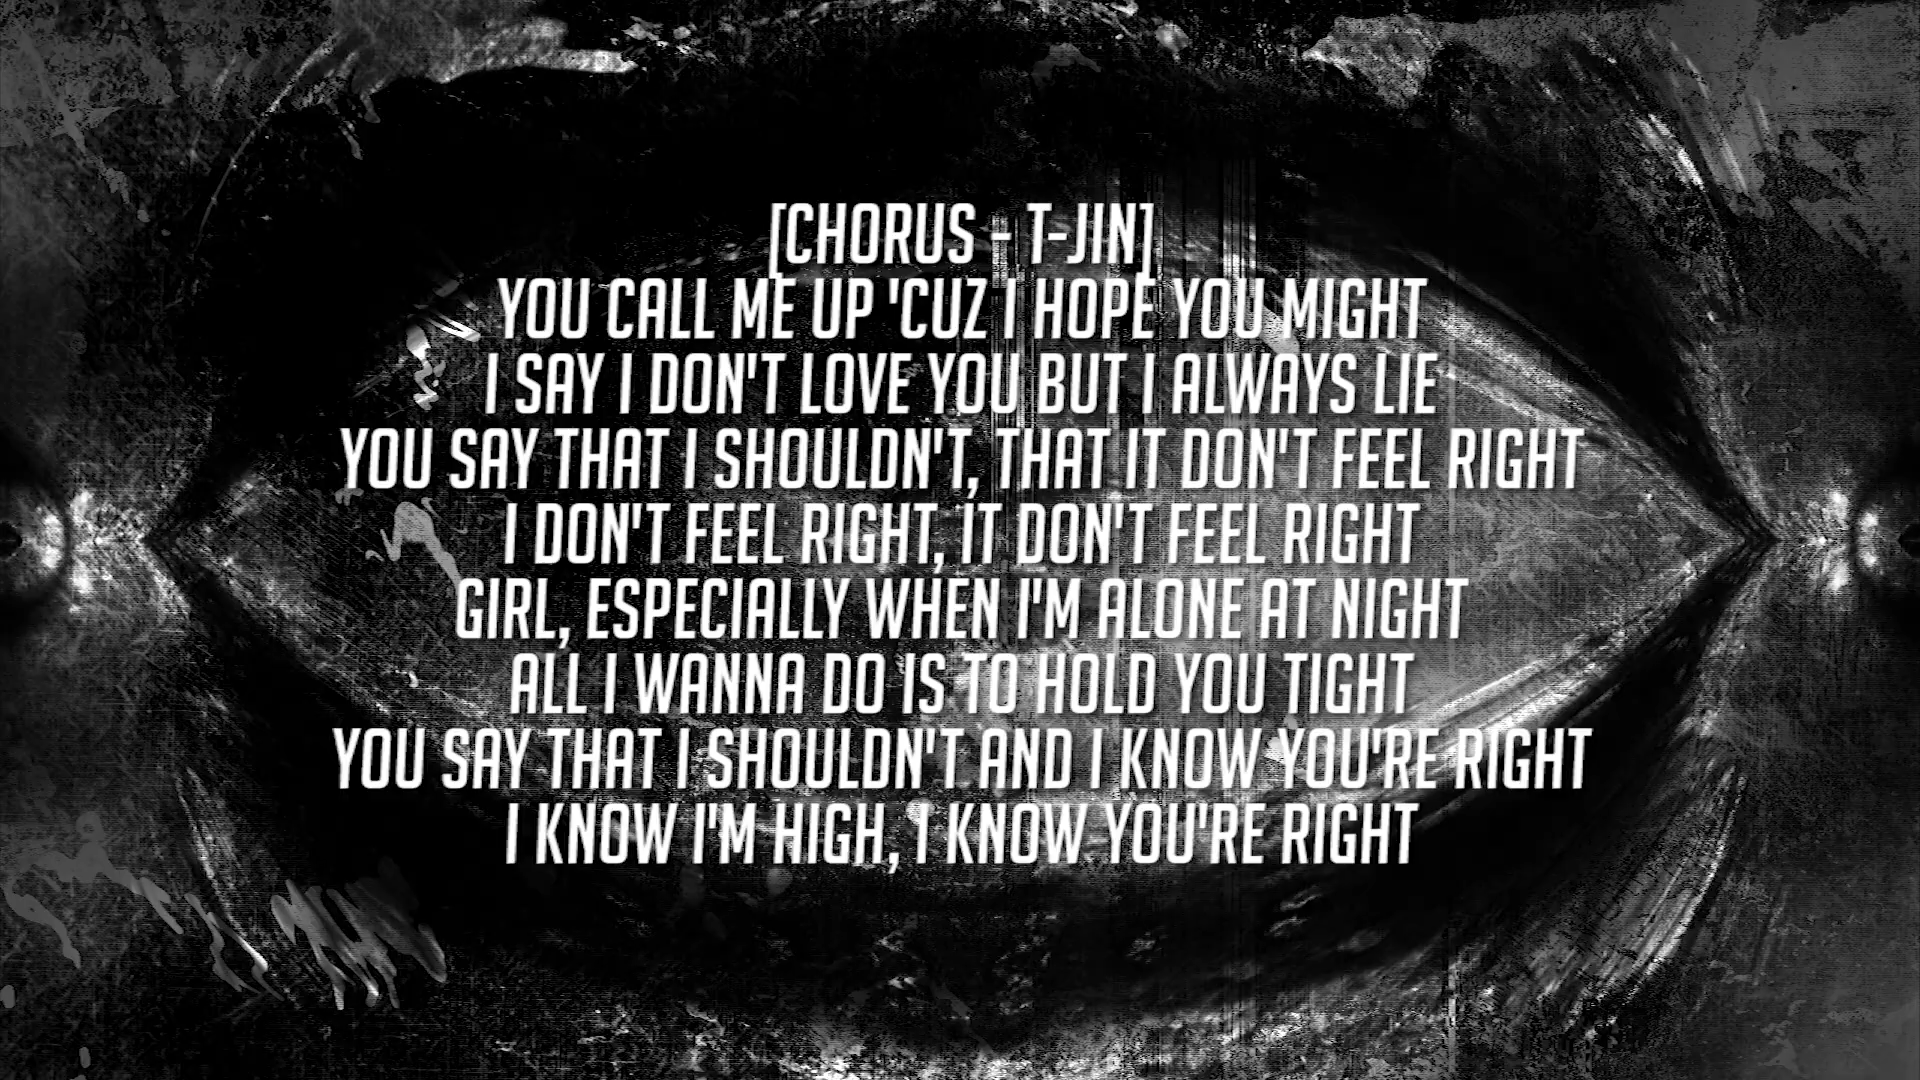 [CHORUS - T-JIN]
YOU CALL ME UP 'CUZ I HOPE YOU MIGHT
I SAY I DON'T LOVE YOU BUT I ALWAYS LIE
YOU SAY THAT I SHOULDN'T, THAT IT DON'T FEEL RIGHT
I DON'T FEEL RIGHT, IT DON'T FEEL RIGHT
GIRL, ESPECIALLY WHEN I'M ALONE AT NIGHT
ALL I WANNA DO IS TO HOLD YOU TIGHT
YOU SAY THAT I SHOULDN'T AND I KNOW YOU'RE RIGHT
I KNOW I'M HIGH, I KNOW YOU'RE RIGHT